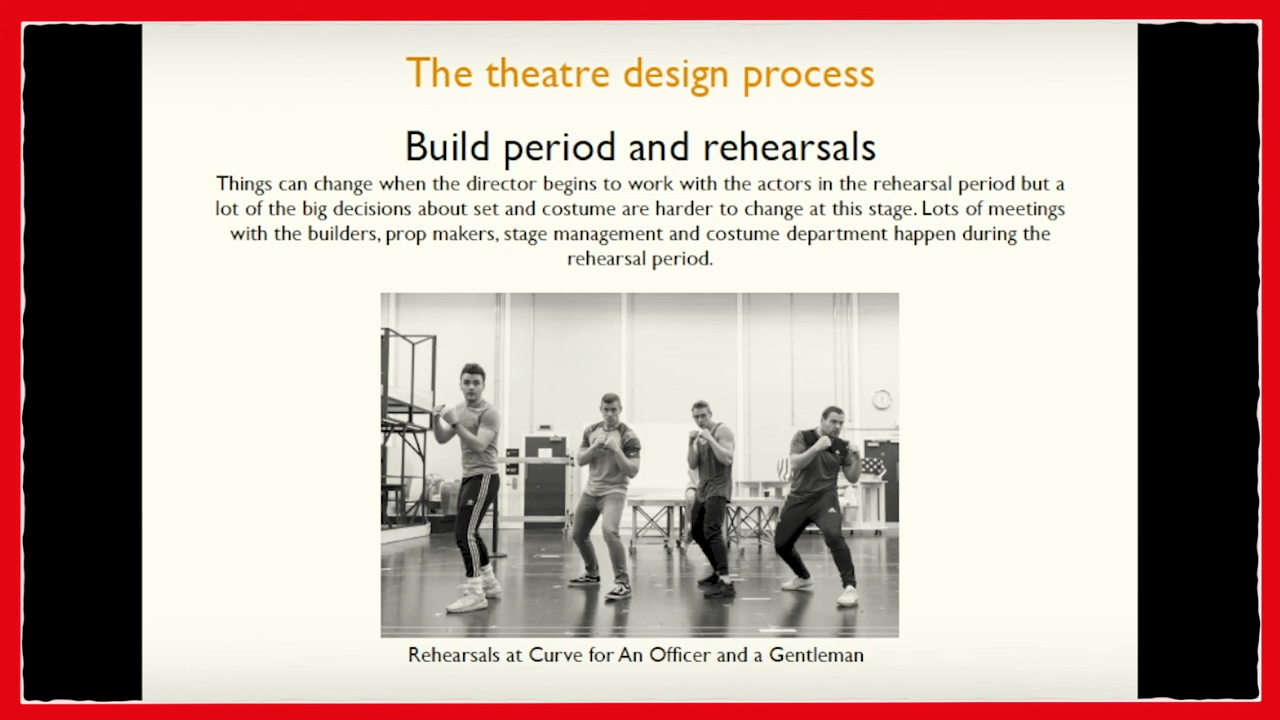 The theatre design process
Build period and rehearsals
Things can change when the director begins to work with the actors in the rehearsal period but a
lot of the big decisions about set and costume are harder to change at this stage. Lots of meetings
with the builders, prop makers, stage management and costume department happen during the
rehearsal period.
Rehearsals at Curve for An Officer and a Gentleman